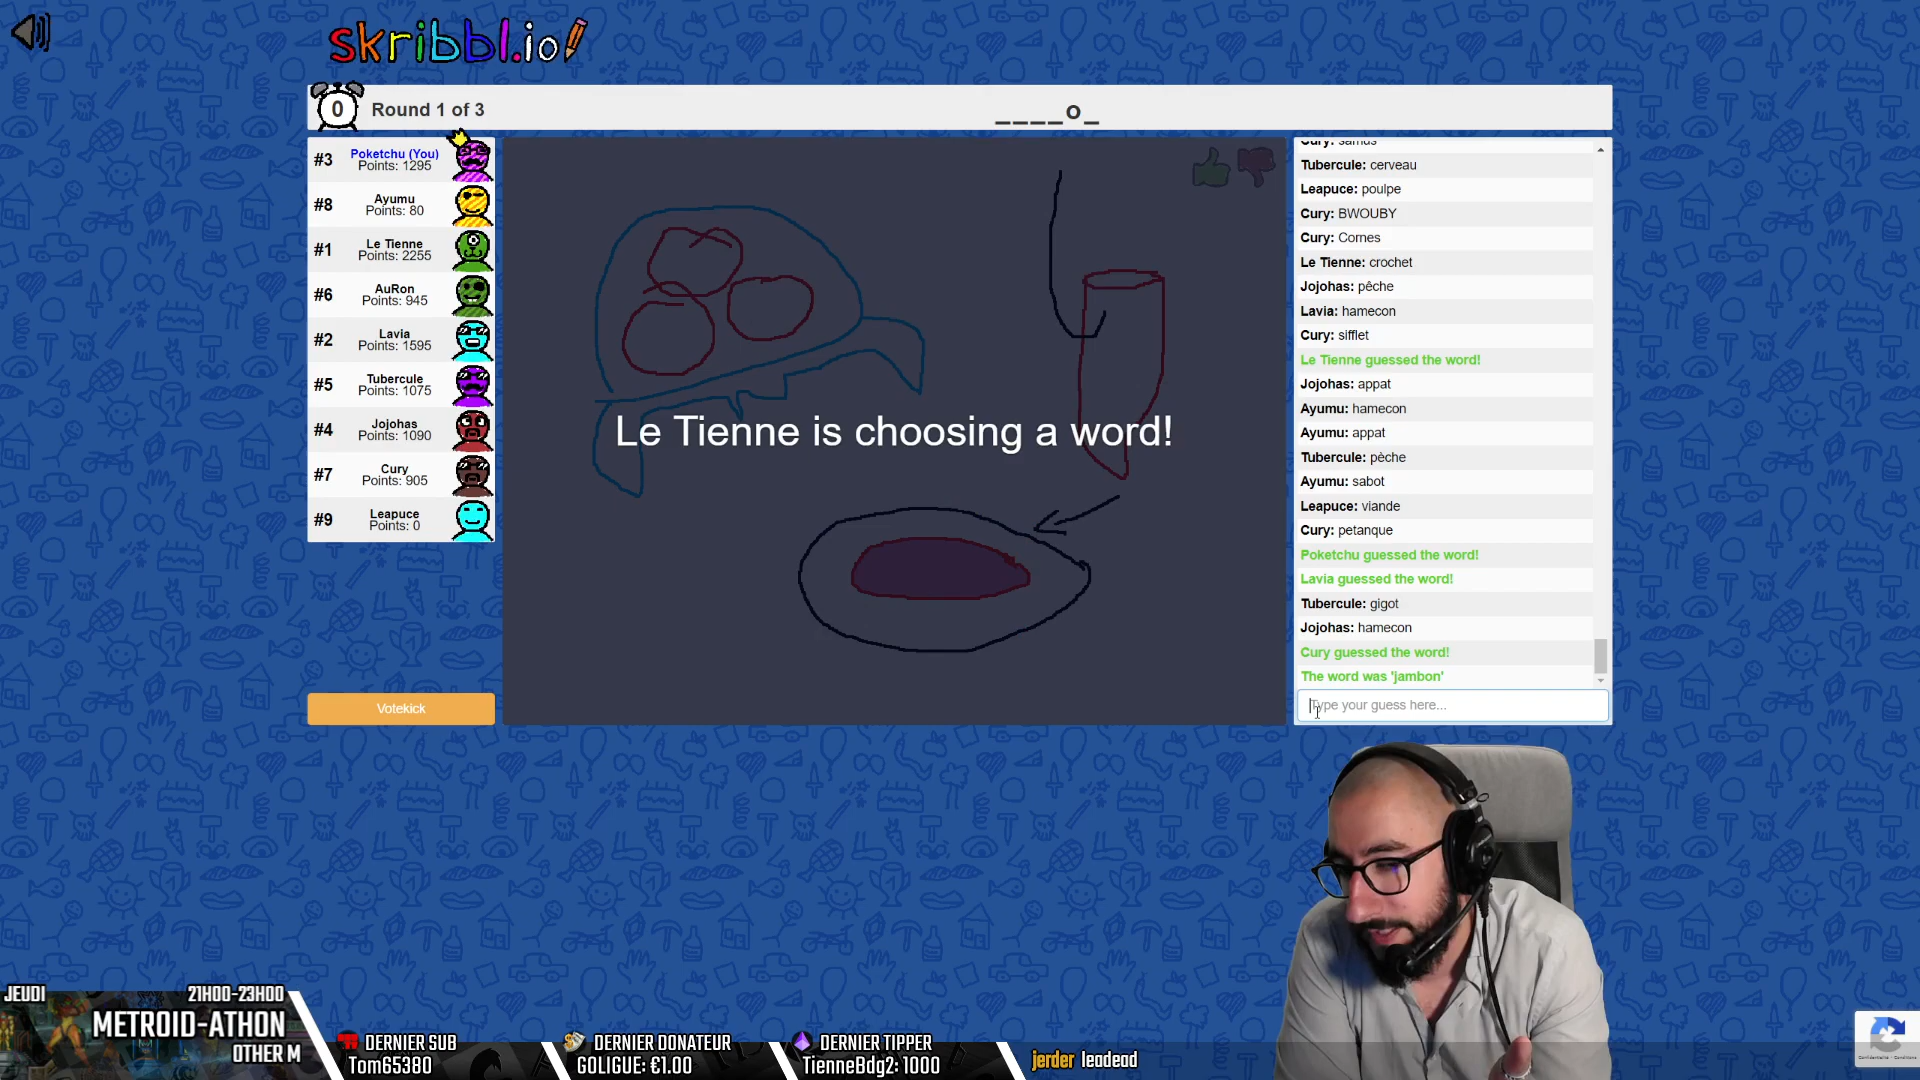 skribbl.io
0
Round 1 of 3
____o_
#3 Poketchu (You)
Points: 1295
#8 Ayumu
Points: 80
#1 Le Tienne
Points: 2255
#6 AuRon
Points: 945
#2 Lavia
Points: 1595
#5 Tubercule
Points: 1075
#4 Jojohas
Points: 1090
#7 Cury
Points: 905
#9 Leapuce
Points: 0
Votekick
Le Tienne is choosing a word!
Tubercule: cerveau
Leapuce: poulpe
Cury: BWOUBY
Cury: Cornes
Le Tienne: crochet
Jojohas: pêche
Lavia: hamecon
Cury: sifflet
Le Tienne guessed the word!
Jojohas: appat
Ayumu: hamecon
Ayumu: appat
Tubercule: pèche
Ayumu: sabot
Leapuce: viande
Cury: petanque
Poketchu guessed the word!
Lavia guessed the word!
Tubercule: gigot
Jojohas: hamecon
Cury guessed the word!
The word was 'jambon'
Type your guess here...
JEUDI 21H00-23H00
METROID-ATHON
OTHER M
DERNIER SUB
Tom65380
DERNIER DONATEUR
GOLIGUE: €1.00
DERNIER TIPPER
TienneBdg2: 1000
jerder leadead